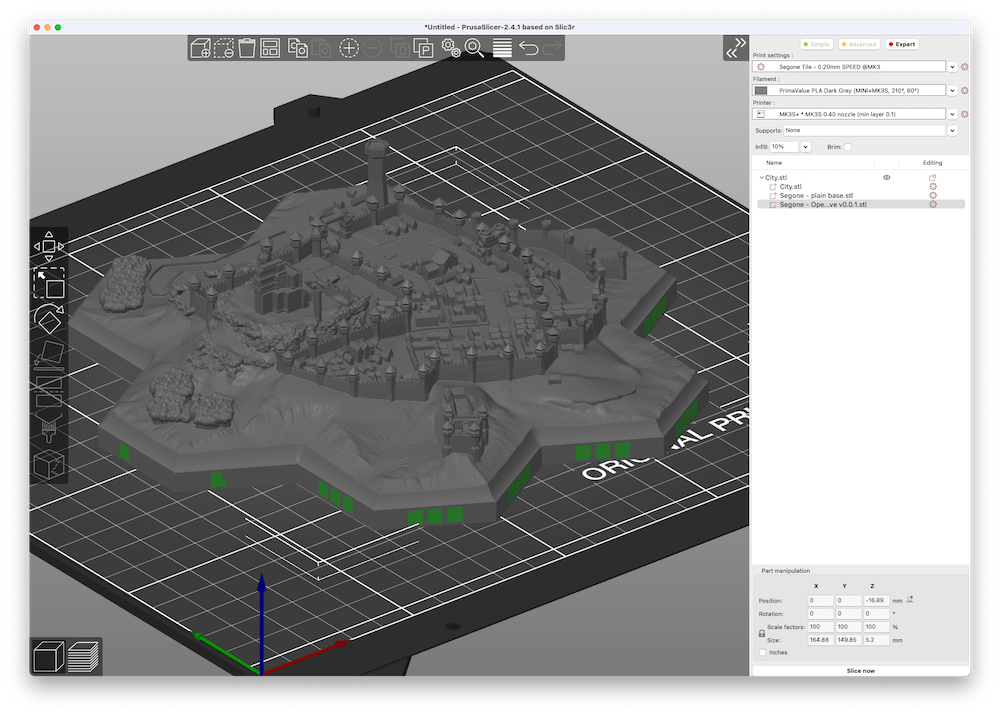 *Untitled - PrusaSlicer-2.4.1 based on Slic3r
Simple Advanced Expert
Print settings :
Segone Tile - 0.20mm SPEED @MK3
Filament :
PrimaValue PLA Dark Grey (MINI+MK3S, 210°, 60°)
Printer :
MK3S+ * MK3S 0.40 nozzle (min layer 0.1)
Supports: None
Infill: 10% Brim:
Name Editing
City.stl
City.stl
Segone - plain base.stl
Segone - Ope...ve v0.0.1.stl
Part manipulation
X Y Z
Position: 0 0 -16.89 mm
Rotation: 0 0 0 °
Scale factors: 100 100 100 %
Size: 164.88 149.85 5.2 mm
Inches
Slice now